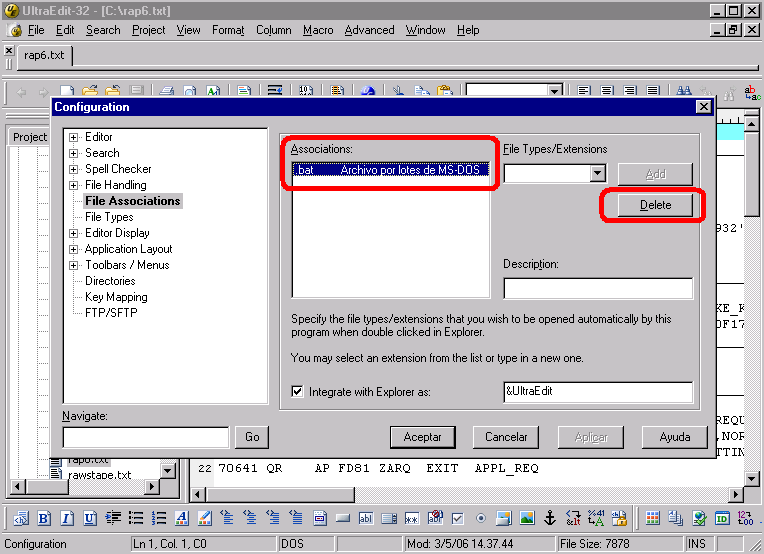 UltraEdit-32 - [C:\rap6.txt]
File Edit Search Project View Format Column Macro Advanced Window Help
rap6.txt
Configuration
Project
Editor
Search
Spell Checker
File Handling
File Associations
File Types
Editor Display
Application Layout
Toolbars / Menus
Directories
Key Mapping
FTP/SFTP
Navigate:
Go
Associations:
.bat Archivo por lotes de MS-DOS
File Types/Extensions
Add
Delete
Description:
Specify the file types/extensions that you wish to be opened automatically by this
program when double clicked in Explorer.
You may select an extension from the list or type in a new one.
Integrate with Explorer as:
&UltraEdit
Aceptar Cancelar Aplicar Ayuda
932'
KE_K
0F17
REQU
,NOR
TTIN
rap6.txt
rawstape.txt
22 70641 QR AP FD81 ZARQ EXIT APPL_REQ
Configuration Ln 1, Col. 1, C0 DOS Mod: 3/5/06 14.37.44 File Size: 7878 INS